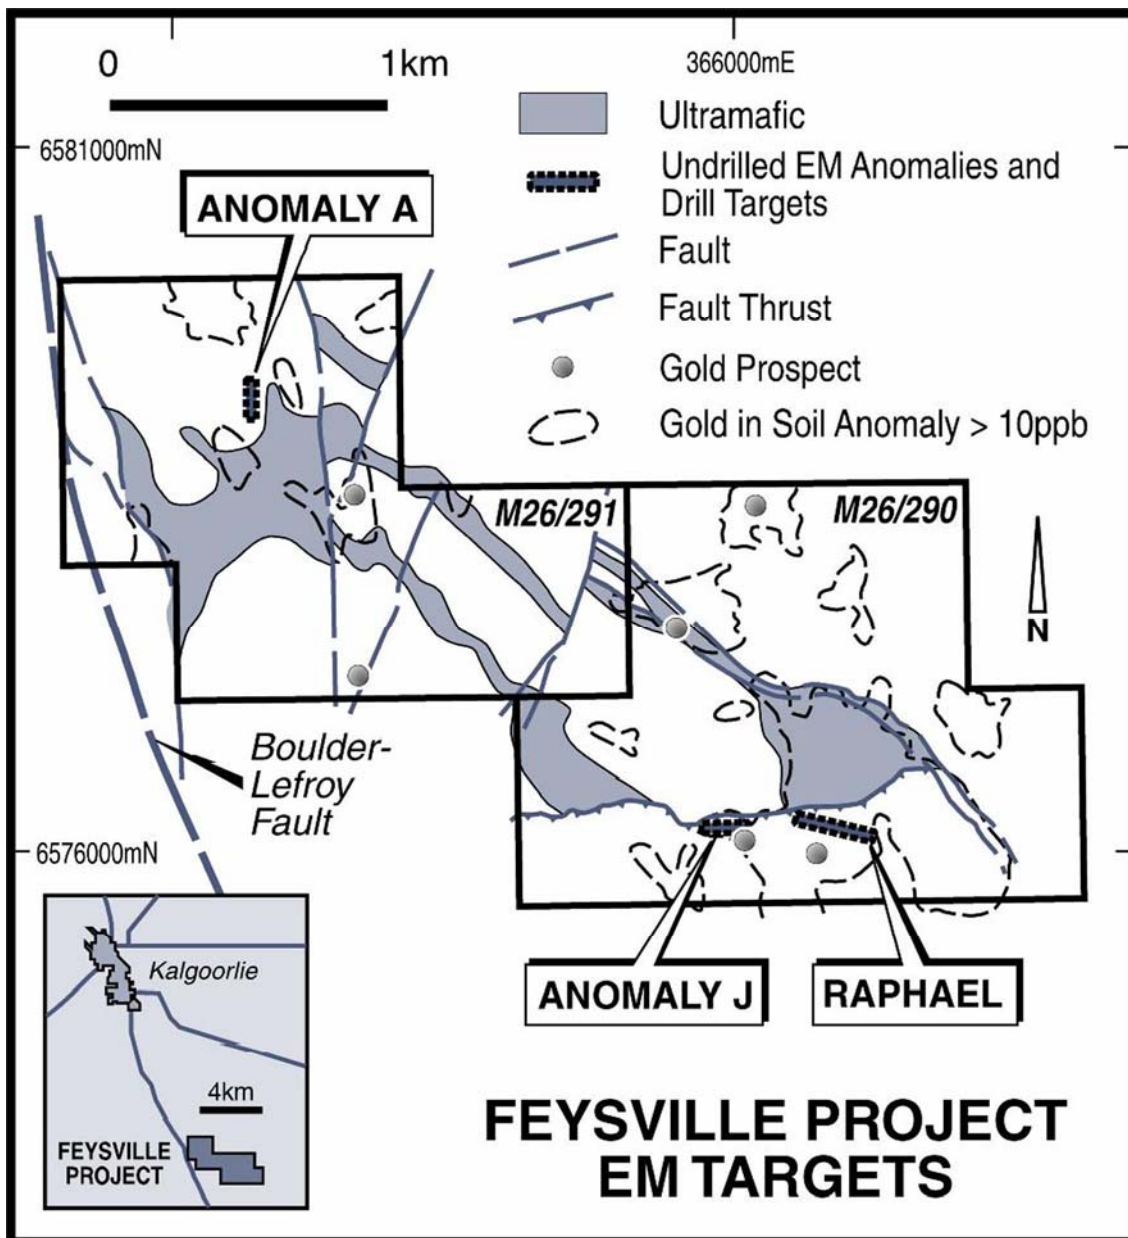 0 1km
366000mE
6581000mN
Ultramafic
Undrilled EM Anomalies and
Drill Targets
Fault
Fault Thrust
Gold Prospect
Gold in Soil Anomaly > 10ppb
ANOMALY A
M26/291
M26/290
N
Boulder-
Lefroy
Fault
6576000mN
Kalgoorlie
4km
FEYSVILLE
PROJECT
ANOMALY J
RAPHAEL
FEYSVILLE PROJECT
EM TARGETS